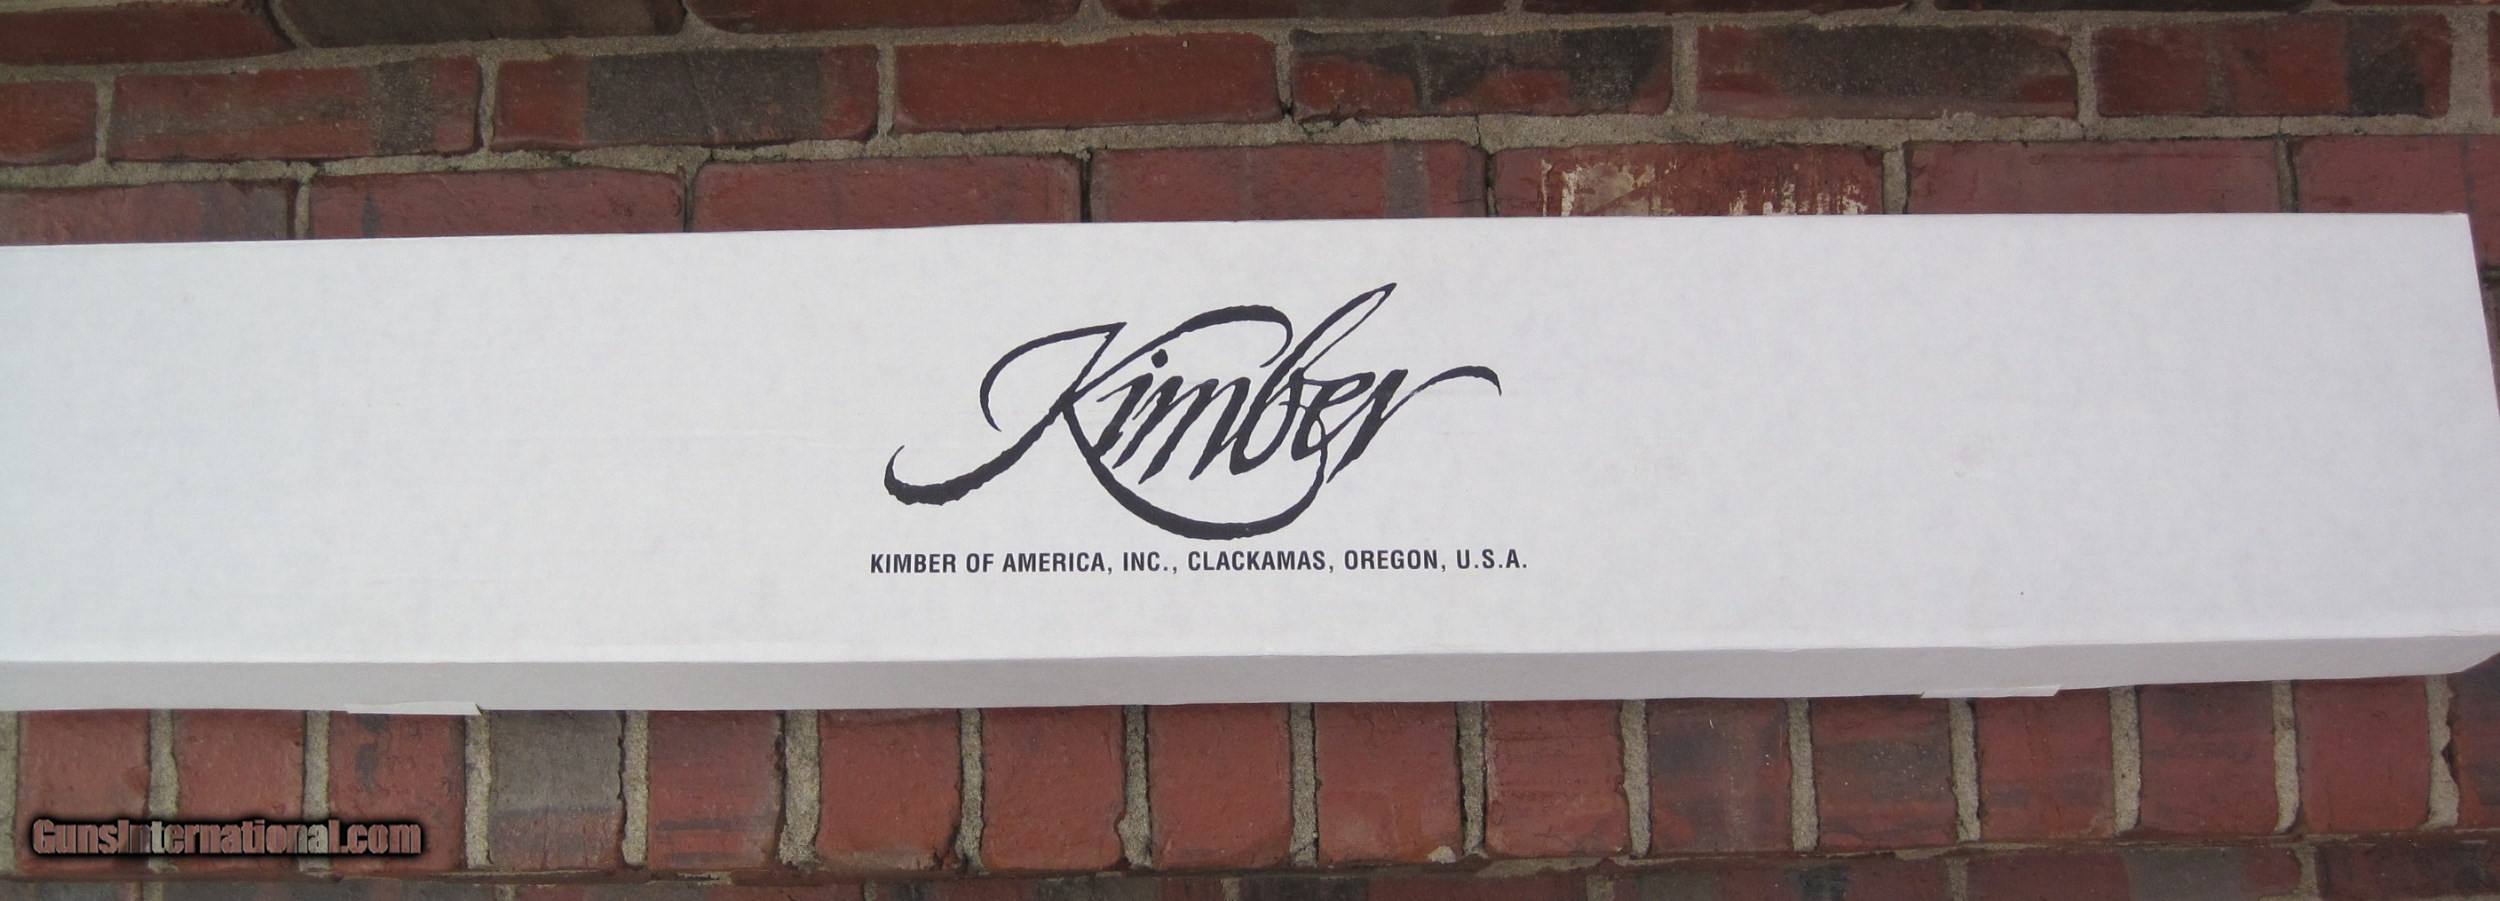 Kimber
KIMBER OF AMERICA, INC., CLACKAMAS, OREGON, U.S.A.
GunsInternational.com